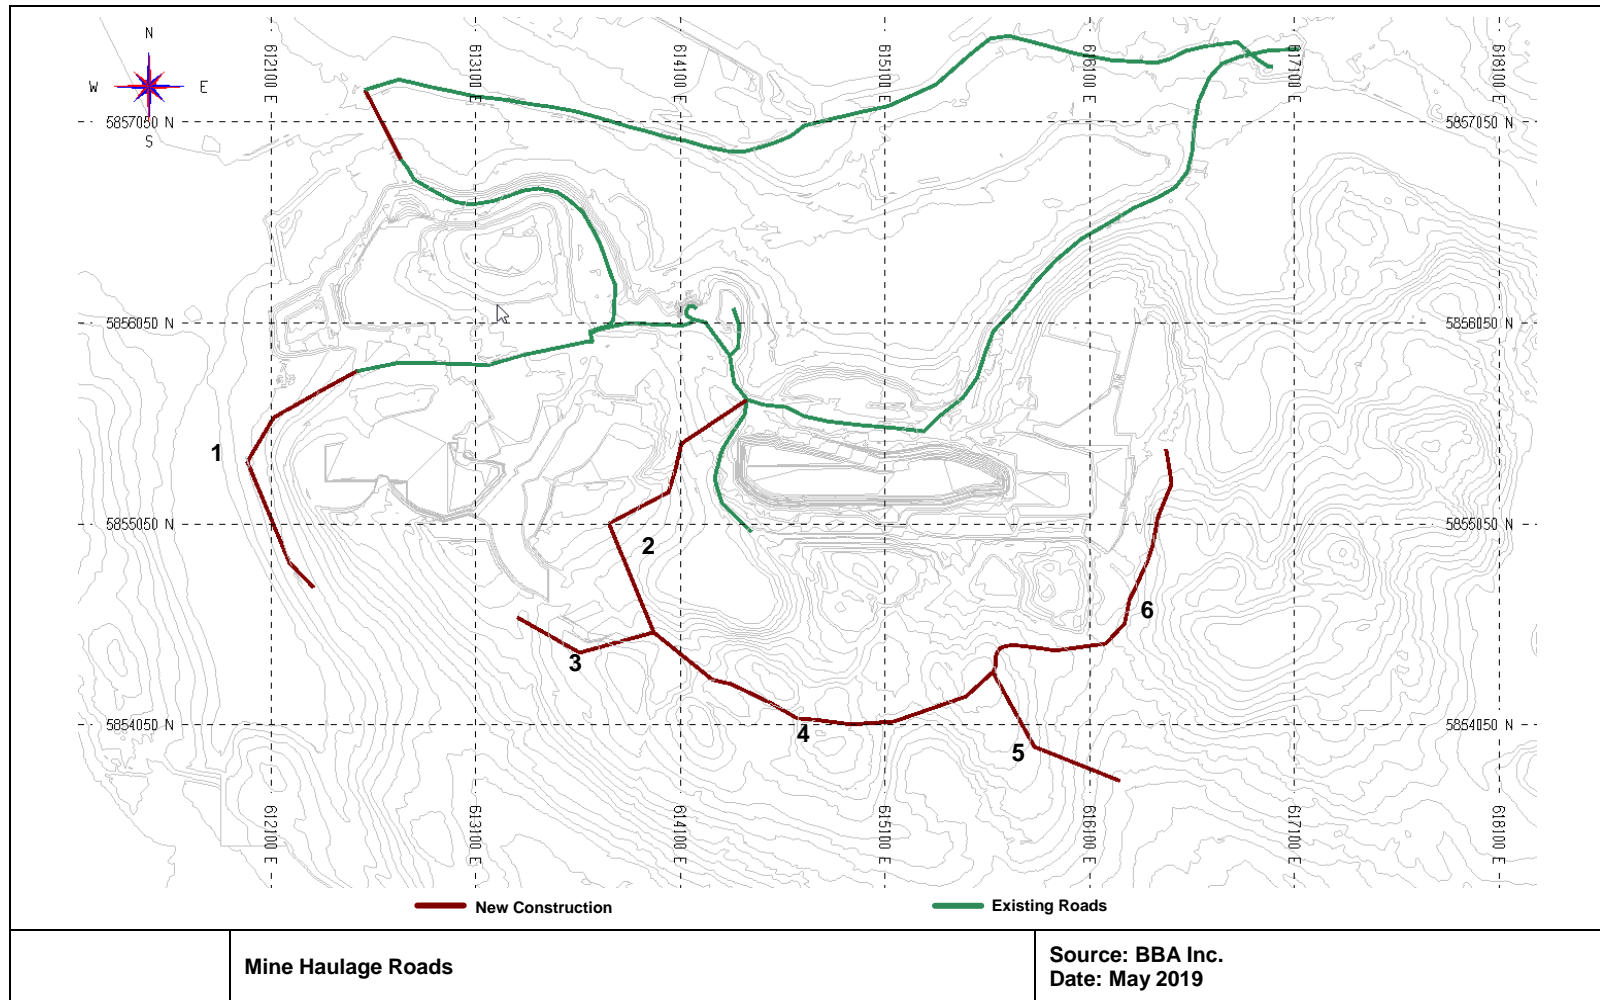 N
W E
S
612100 E
613100 E
614100 E
615100 E
616100 E
617100 E
618100 E
5857050 N
5857050 N
5856050 N
5856050 N
1
5855050 N
5855050 N
2
6
3
5854050 N
5854050 N
4
5
612100 E
613100 E
614100 E
615100 E
616100 E
617100 E
618100 E
New Construction
Existing Roads
Mine Haulage Roads
Source: BBA Inc.
Date: May 2019